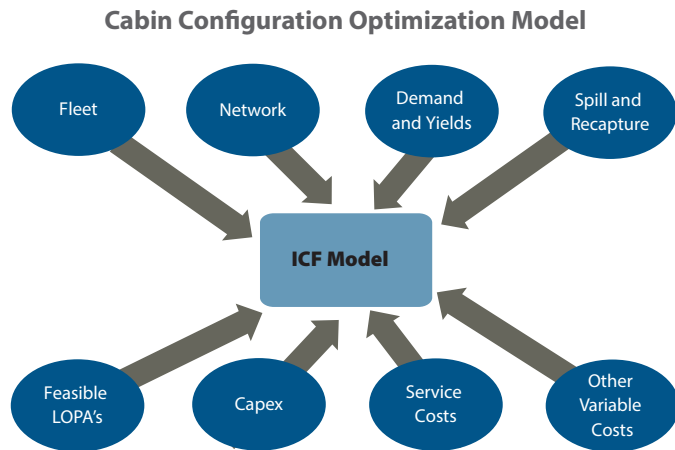 Cabin Configuration Optimization Model
Fleet
Network
Demand
and Yields
Spill and
Recapture
ICF Model
Feasible
LOPA's
Capex
Service
Costs
Other
Variable
Costs